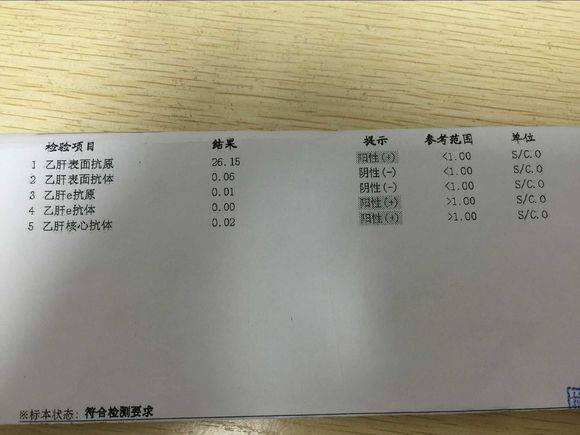 检验项目 结果 提示 参考范围 单位
1 乙肝表面抗原 26.15 阳性(+) <1.00 S/C.O
2 乙肝表面抗体 0.06 阴性(-) <1.00 S/C.O
3 乙肝e抗原 0.01 阴性(-) <1.00 S/C.O
4 乙肝e抗体 0.00 阳性(+) >1.00 S/C.O
5 乙肝核心抗体 0.02 阳性(+) >1.00 S/C.O
※标本状态: 符合检测要求